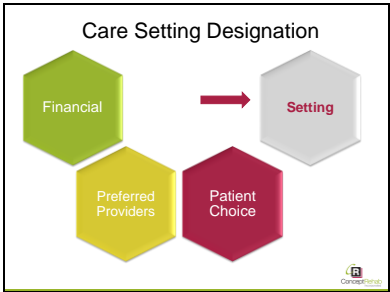 Care Setting Designation
Financial
Setting
Preferred
Providers
Patient
Choice
R
ConceptRehab